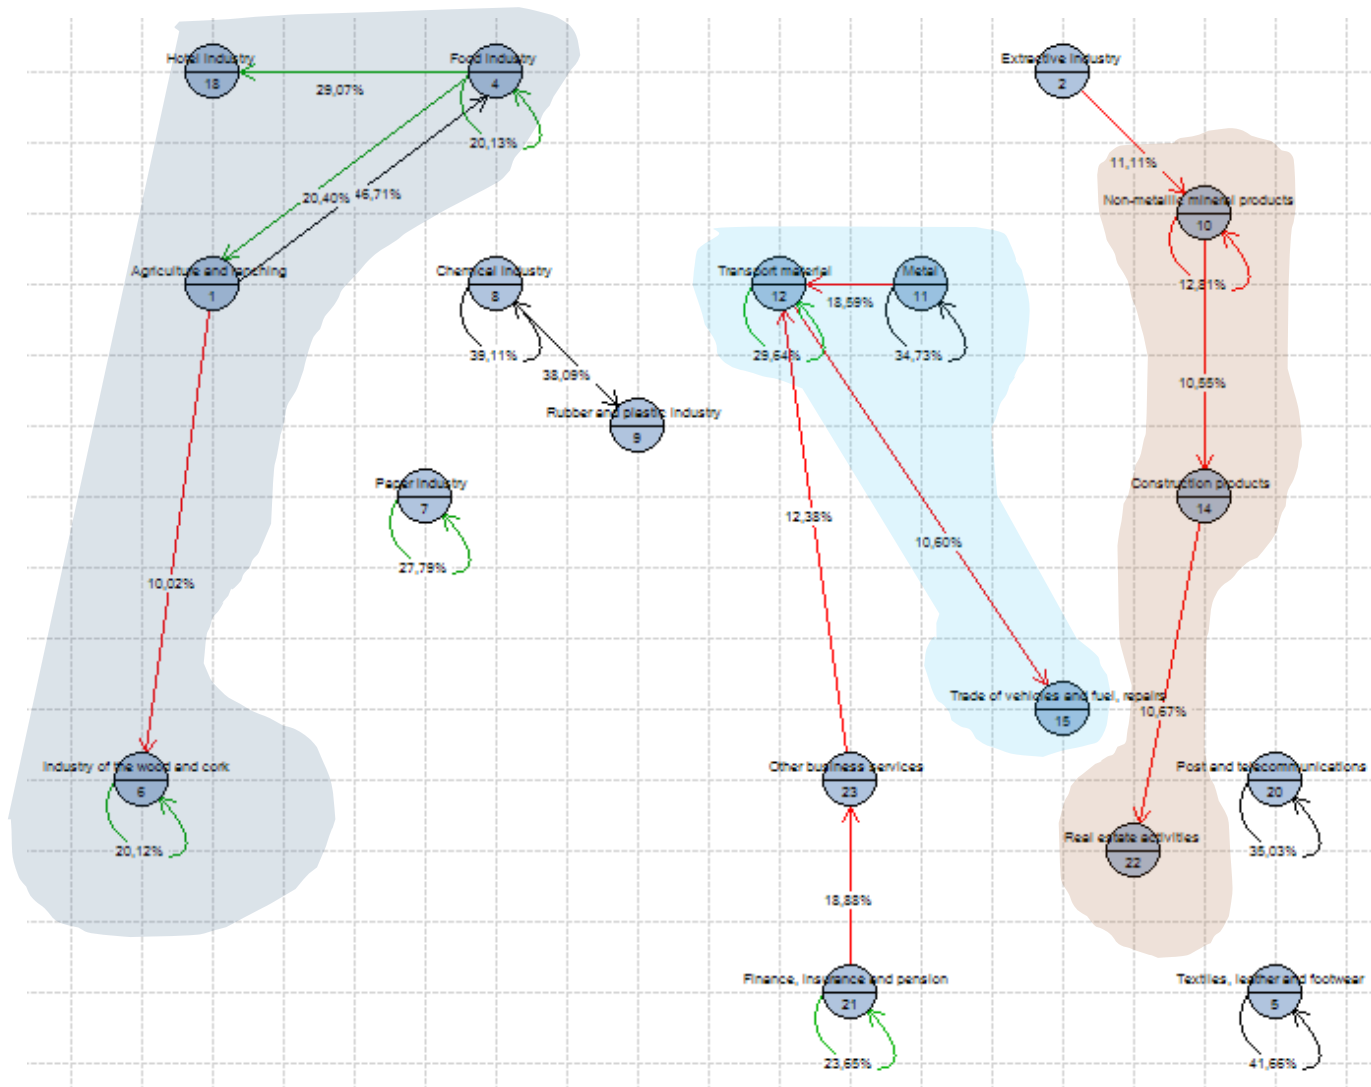 Hotel Industry
18
Food Industry
4
Extractive Industry
2
29,07%
20,13%
11,11%
20,40%
46,71%
Non-metallic mineral products
10
Agriculture and ranching
1
Chemical Industry
8
Transport material
12
Metal
11
12,81%
18,59%
39,11%
29,64%
34,73%
38,09%
10,55%
Rubber and plastic Industry
9
Paper Industry
7
Construction products
14
12,38%
10,60%
27,79%
10,02%
Trade of vehicles and fuel, repairs
15
10,67%
Industry of the wood and cork
6
Other business services
23
Post and telecommunications
20
Real estate activities
22
20,12%
35,03%
18,88%
Finance, Insurance and pension
21
Textiles, leather and footwear
5
23,65%
41,66%